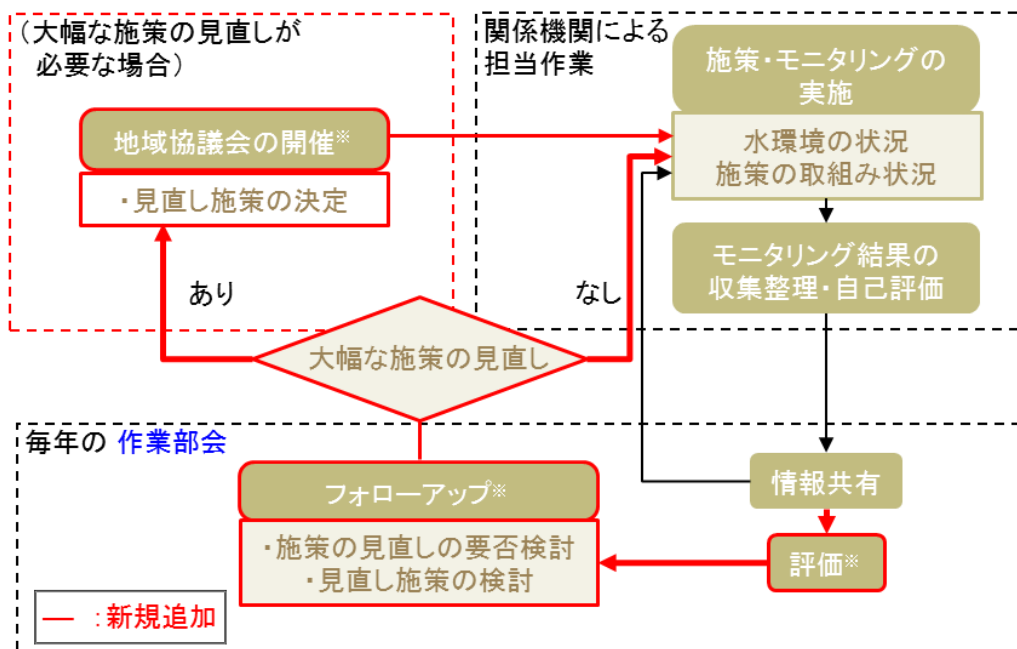 （大幅な施策の見直しが
必要な場合）
地域協議会の開催※
・見直し施策の決定
あり
関係機関による
担当作業
施策・モニタリングの
実施
水環境の状況
施策の取組み状況
モニタリング結果の
収集整理・自己評価
なし
大幅な施策の見直し
毎年の 作業部会
情報共有
評価※
フォローアップ※
・施策の見直しの要否検討
・見直し施策の検討
― ：新規追加